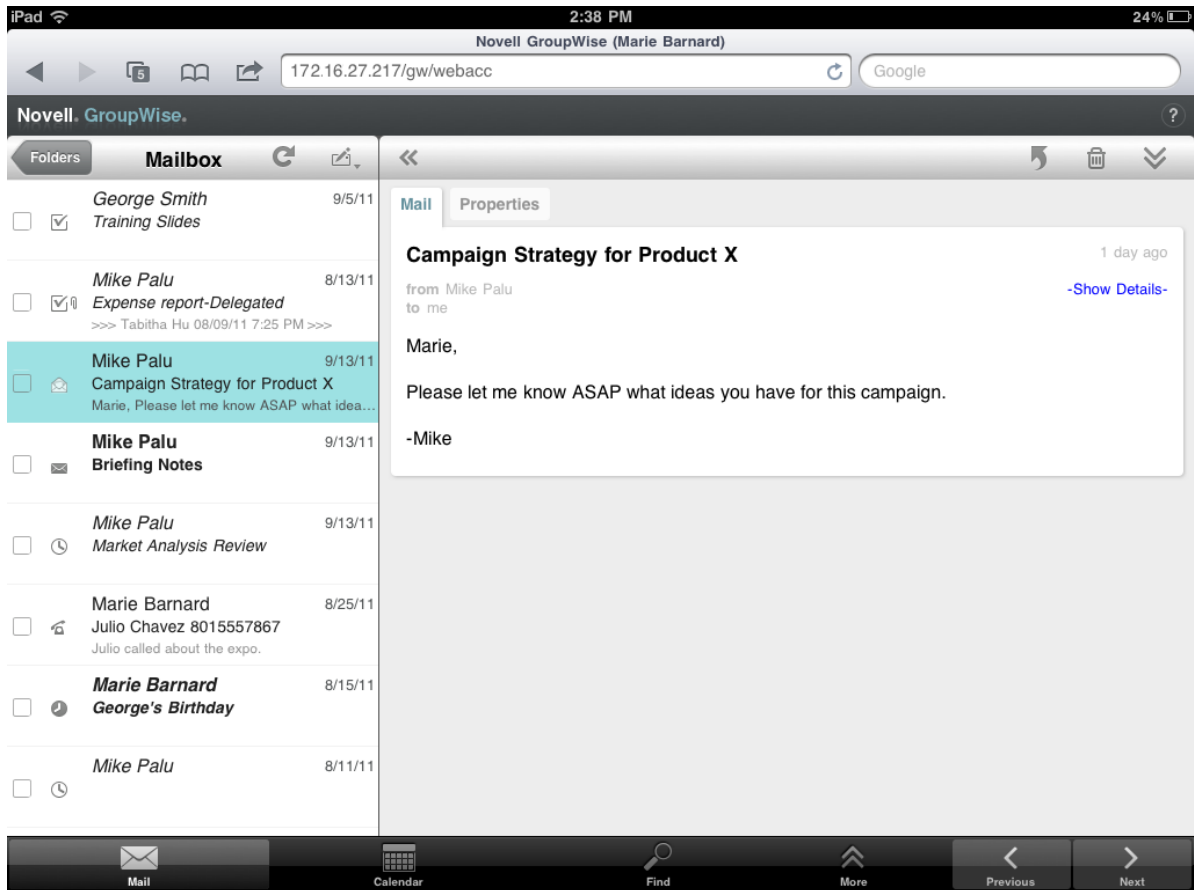 iPad 2:38 PM 24%
Novell GroupWise (Marie Barnard)
5 172.16.27.217/gw/webacc Google
Novell. GroupWise. ?
Folders Mailbox
George Smith 9/5/11
Training Slides
Mike Palu 8/13/11
Expense report-Delegated
>>> Tabitha Hu 08/09/11 7:25 PM >>>
Mike Palu 9/13/11
Campaign Strategy for Product X
Marie, Please let me know ASAP what idea...
Mike Palu 9/13/11
Briefing Notes
Mike Palu 9/13/11
Market Analysis Review
Marie Barnard 8/25/11
Julio Chavez 8015557867
Julio called about the expo.
Marie Barnard 8/15/11
George's Birthday
Mike Palu 8/11/11
Mail Properties
Campaign Strategy for Product X 1 day ago
from Mike Palu -Show Details-
to me
Marie,
Please let me know ASAP what ideas you have for this campaign.
-Mike
Mail Calendar Find More Previous Next